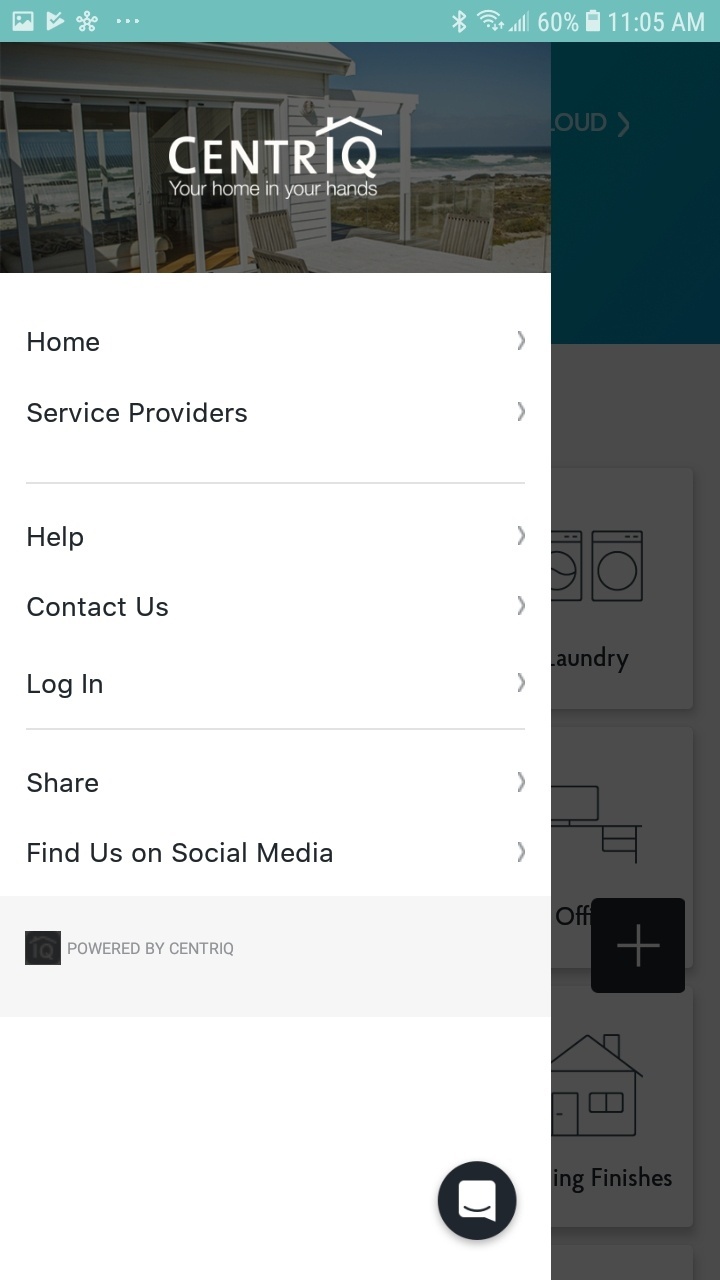 60% 11:05 AM
CENTRIQ
Your home in your hands
Home
Service Providers
Help
Contact Us
Log In
Share
Find Us on Social Media
IQ POWERED BY CENTRIQ
LOUD
Laundry
Off
ing Finishes